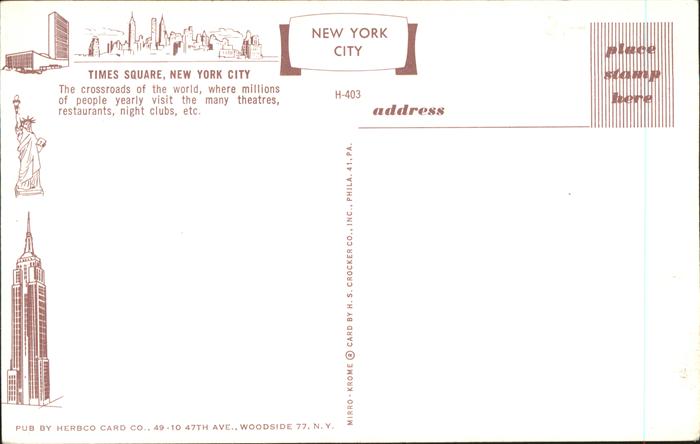 NEW YORK
CITY
TIMES SQUARE, NEW YORK CITY
The crossroads of the world, where millions
of people yearly visit the many theatres,
restaurants, night clubs, etc.
H-403
address
place
stamp
here
MIRRO-KROME ® CARD BY H. S. CROCKER CO., INC., PHILA. 41, PA.
PUB BY HERBCO CARD CO., 49-10 47TH AVE., WOODSIDE 77, N. Y.